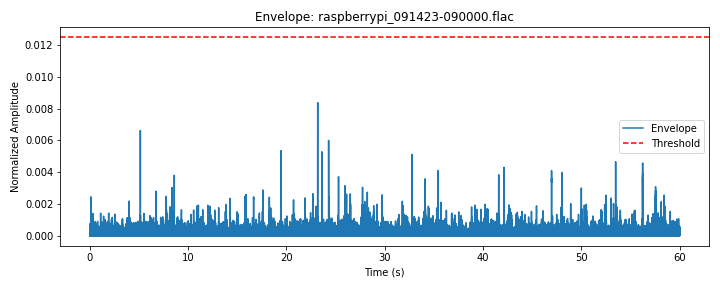 Envelope: raspberrypi_091423-090000.flac
Normalized Amplitude
0.012
0.010
0.008
0.006
0.004
0.002
0.000
Envelope
Threshold
0
10
20
30
40
50
60
Time (s)